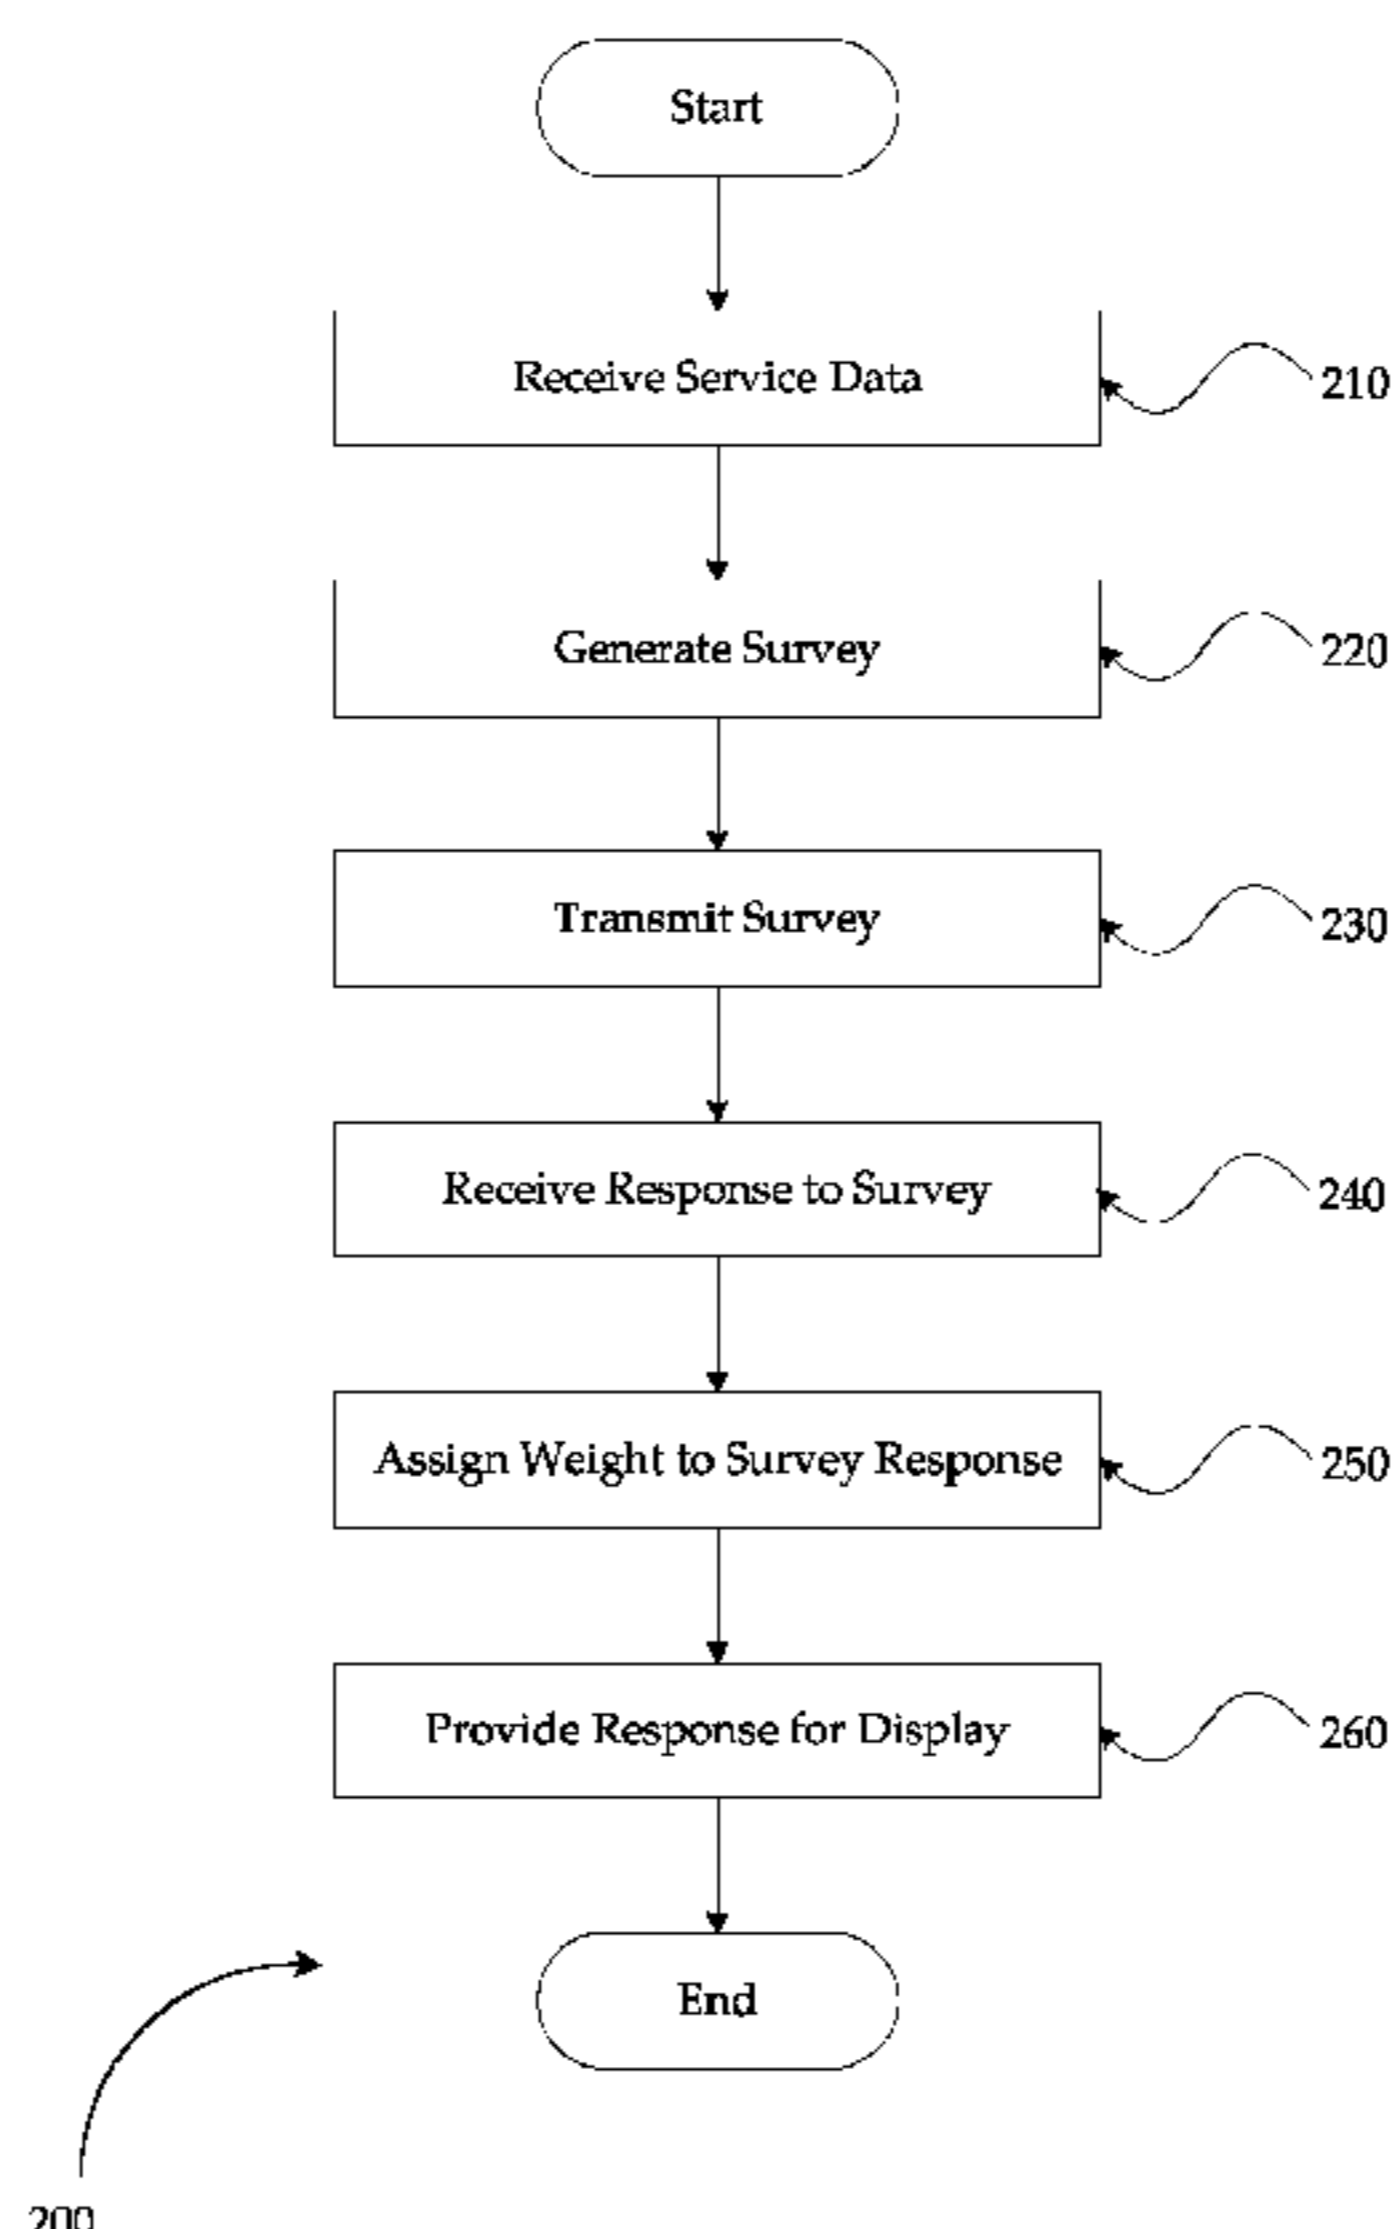 Start
Receive Service Data
210
Generate Survey
220
Transmit Survey
230
Receive Response to Survey
240
Assign Weight to Survey Response
250
Provide Response for Display
260
End
200